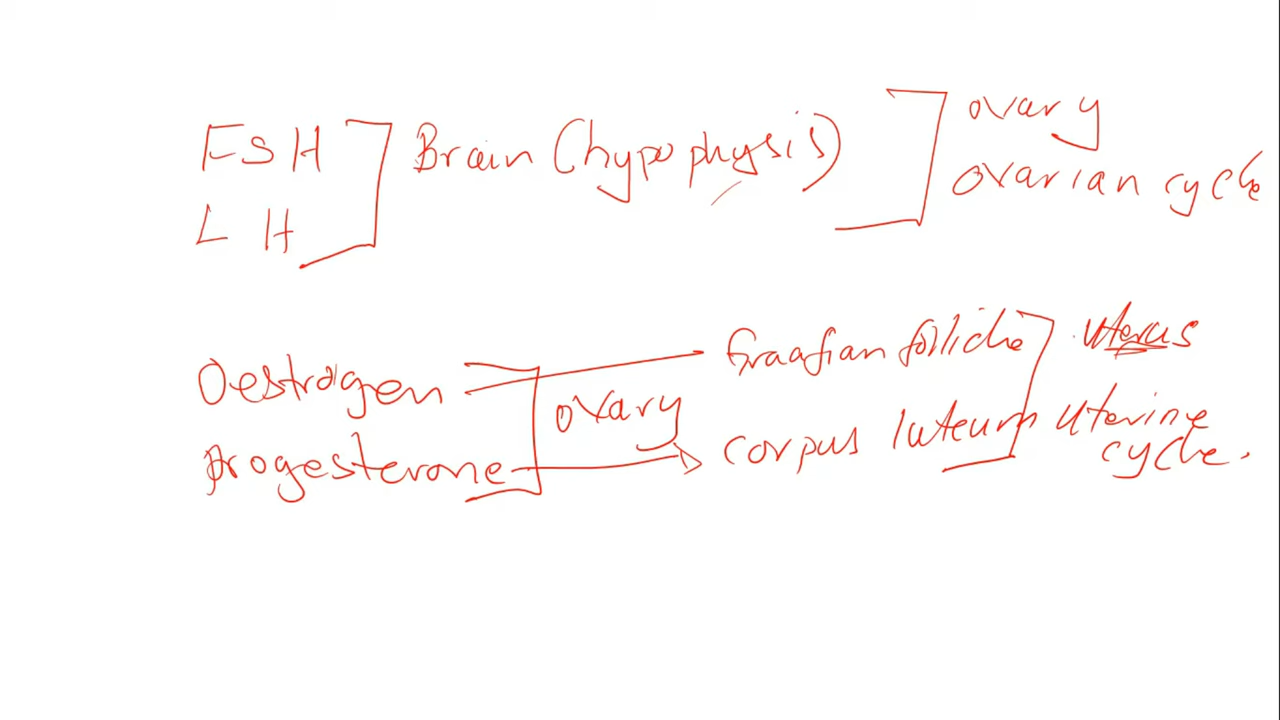 FSH
LH
Brain (hypophysis)
ovary
ovarian cycle
Oestrogen
Progesterone
ovary
Graafian follicle
corpus luteum
uterus
uterine
cycle.